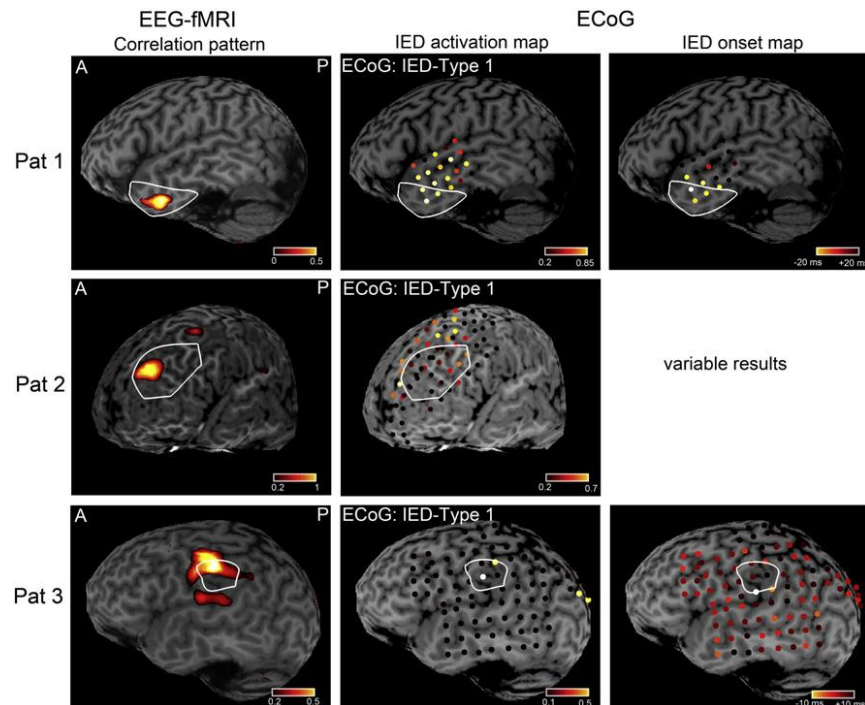 EEG-fMRI
ECoG
Correlation pattern
IED activation map
IED onset map
Pat 1
A
P
0
0.5
ECoG: IED-Type 1
0.2
0.85
-20 ms
+20 ms
Pat 2
A
P
0.2
1
ECoG: IED-Type 1
0.2
0.7
variable results
Pat 3
A
P
0.2
0.5
ECoG: IED-Type 1
0.1
0.5
-10 ms
+10 ms